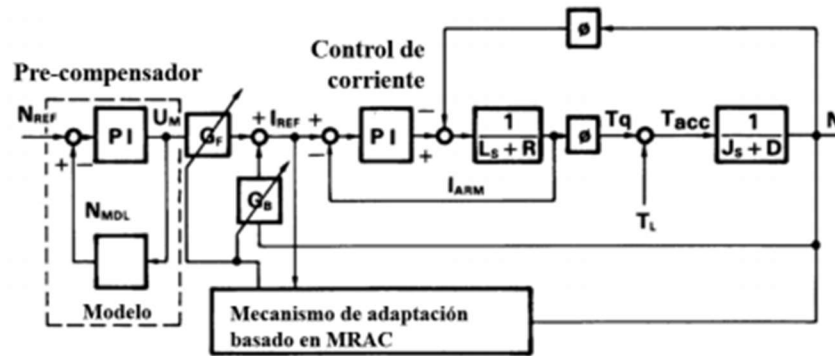 Pre-compensador
Control de
corriente
ø
N_REF
+
−
PI
U_M
G_F
+
+
I_REF
+
−
PI
−
+
1
L_S + R
ø
Tq
T_acc
1
J_S + D
N
N_MDL
G_B
I_ARM
T_L
Modelo
Mecanismo de adaptación
basado en MRAC